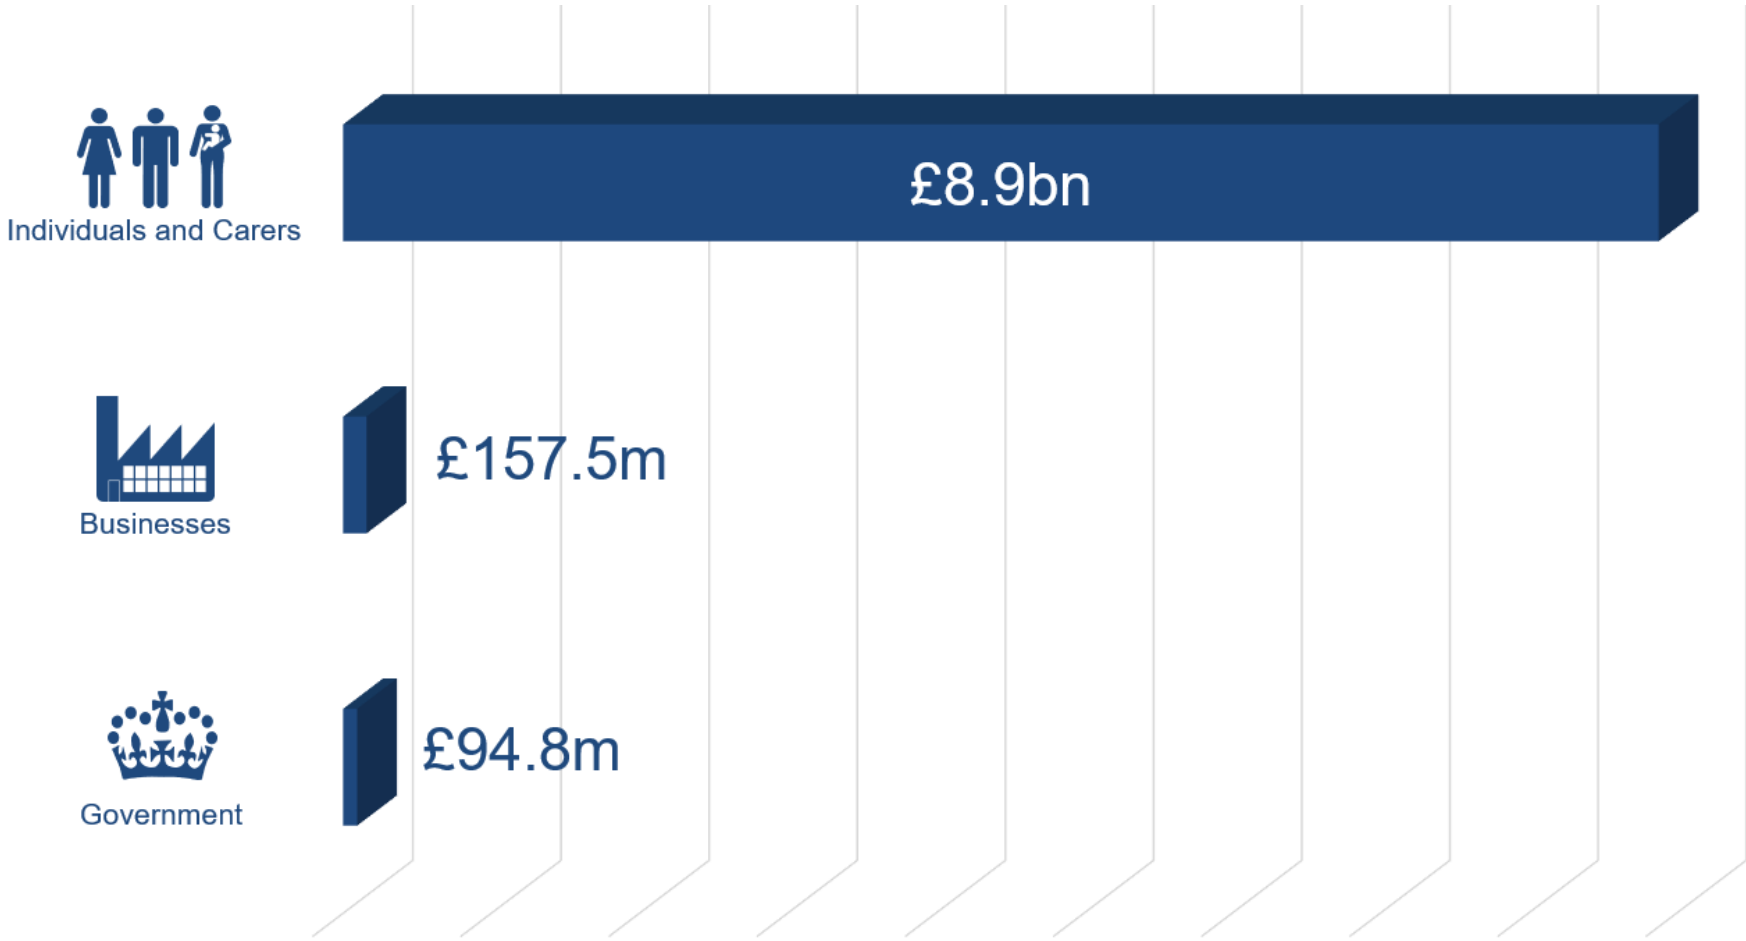 £8.9bn
Individuals and Carers
£157.5m
Businesses
£94.8m
Government